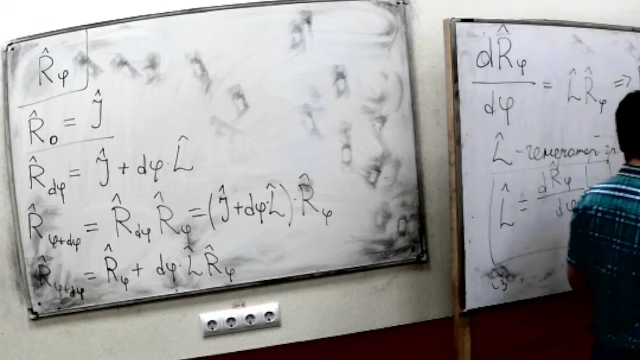 R̂_φ
R̂_0 = Ĵ
R̂_dφ = Ĵ + dφ·L̂
R̂_φ+dφ = R̂_dφ R̂_φ = (Ĵ + dφL̂)·R̂_φ
R̂_φ+dφ = R̂_φ + dφ·L̂R̂_φ
dR̂_φ/dφ = L̂R̂_φ =>
L̂ - генератор
L̂ = dR̂_φ/dφ